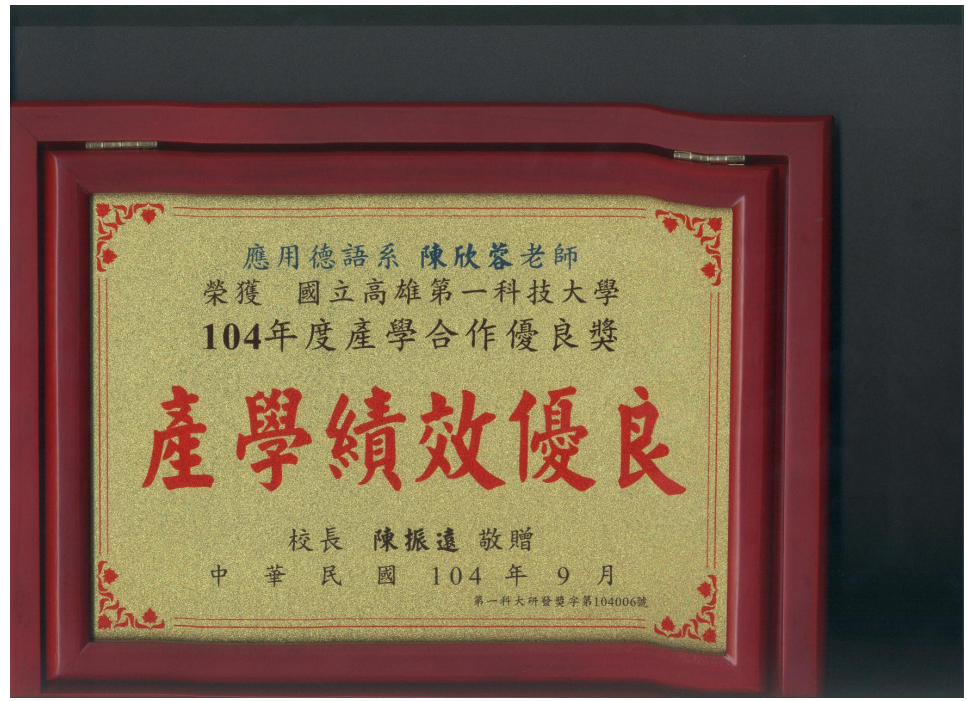 應用德語系 陳欣蓉老師
榮獲 國立高雄第一科技大學
104年度產學合作優良獎
產學績效優良
校長 陳振遠 敬贈
中華民國 104 年 9 月
第一科大研發獎字第104006號